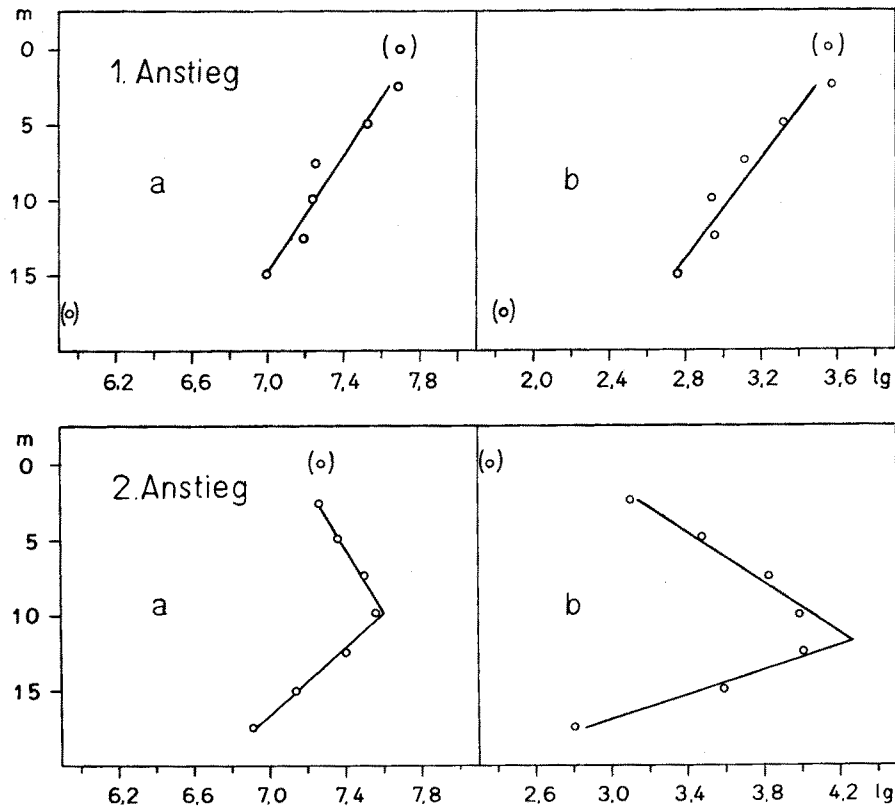 m
0
1. Anstieg
( )
( )
5
a
b
10
15
( )
( )
6,2 6,6 7,0 7,4 7,8 2,0 2,4 2,8 3,2 3,6 lg
m
0
2. Anstieg
( )
( )
5
a
b
10
15
6,2 6,6 7,0 7,4 7,8 2,6 3,0 3,4 3,8 4,2 lg